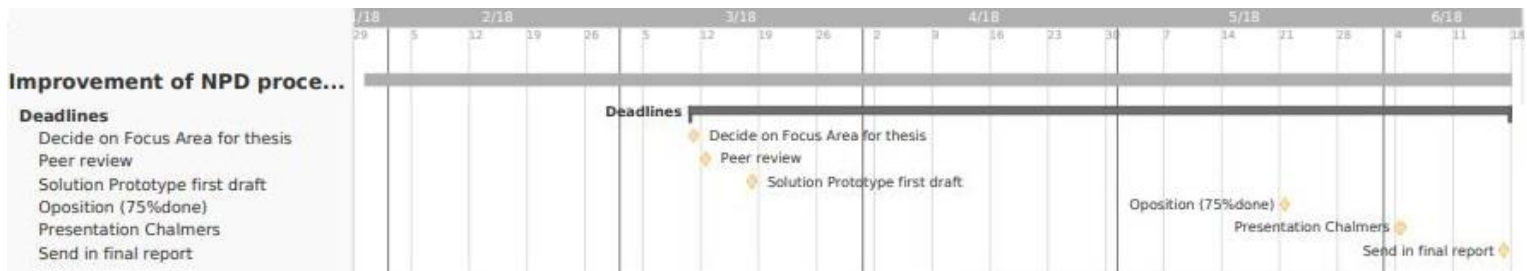 /18 2/18 3/18 4/18 5/18 6/18
29 5 12 19 26 5 12 19 26 2 9 16 23 30 7 14 21 28 4 11 18
Improvement of NPD proce...
Deadlines Deadlines
Decide on Focus Area for thesis Decide on Focus Area for thesis
Peer review Peer review
Solution Prototype first draft Solution Prototype first draft
Oposition (75%done) Oposition (75%done)
Presentation Chalmers Presentation Chalmers
Send in final report Send in final report